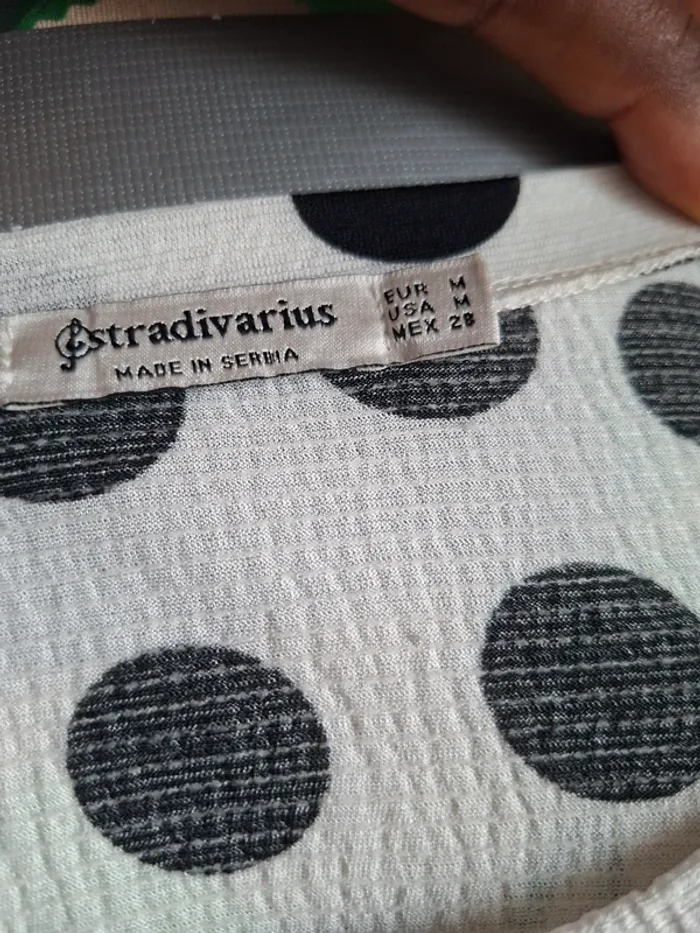 stradivarius
MADE IN SERBIA
EUR M
USA M
MEX 28